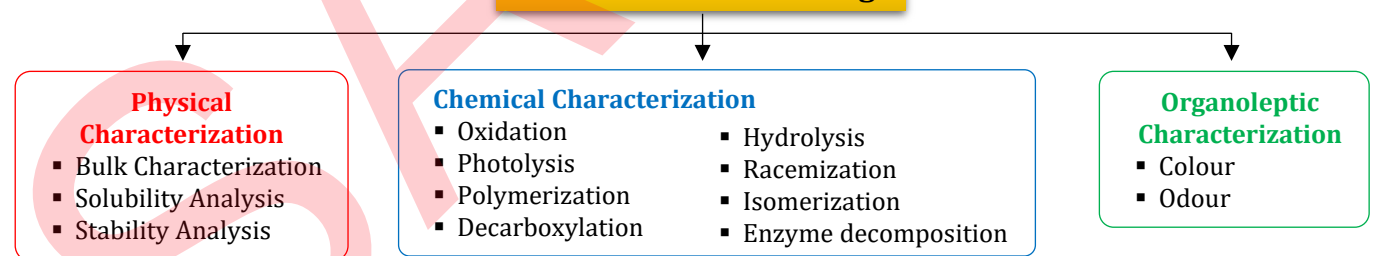 Physical
Characterization
▪ Bulk Characterization
▪ Solubility Analysis
▪ Stability Analysis
Chemical Characterization
▪ Oxidation
▪ Photolysis
▪ Polymerization
▪ Decarboxylation
▪ Hydrolysis
▪ Racemization
▪ Isomerization
▪ Enzyme decomposition
Organoleptic
Characterization
▪ Colour
▪ Odour